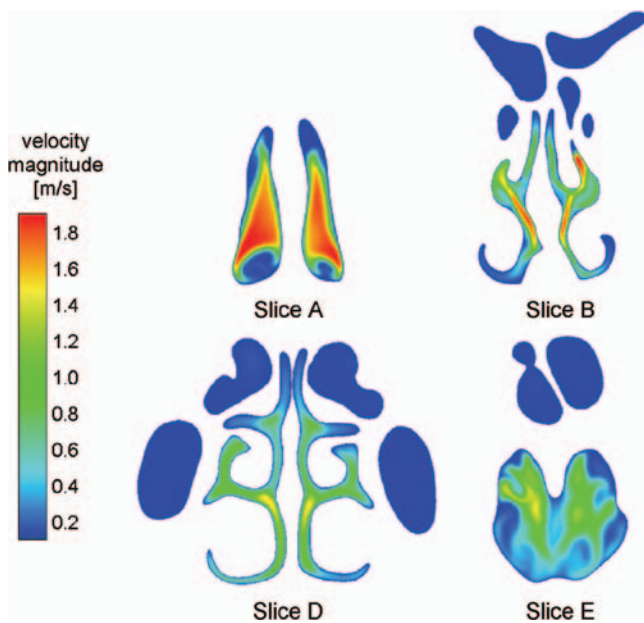 velocity
magnitude
[m/s]
1.8
1.6
1.4
1.2
1.0
0.8
0.6
0.4
0.2
Slice A
Slice B
Slice D
Slice E